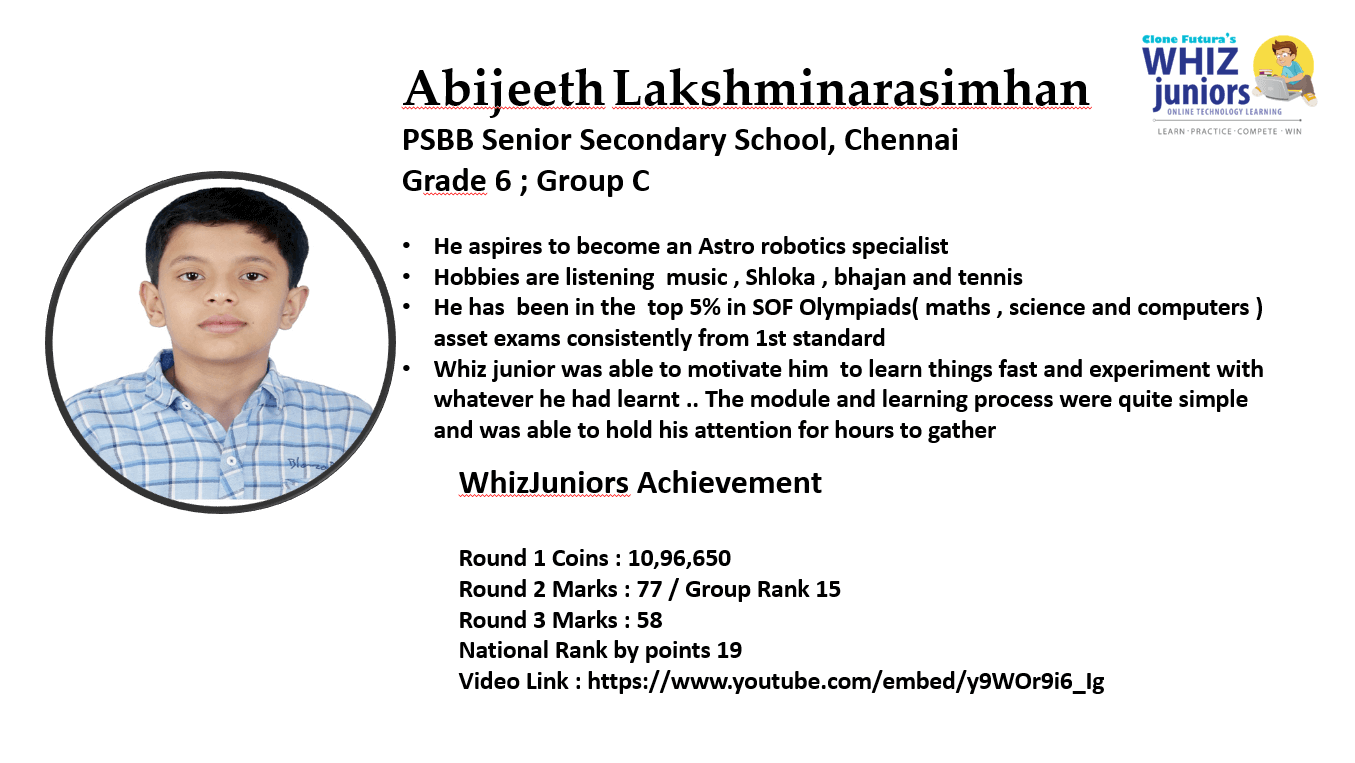 Clone Futura's
WHIZ
juniors
ONLINE TECHNOLOGY LEARNING
LEARN · PRACTICE · COMPETE · WIN
Abijeeth Lakshminarasimhan
PSBB Senior Secondary School, Chennai
Grade 6 ; Group C
• He aspires to become an Astro robotics specialist
• Hobbies are listening  music , Shloka , bhajan and tennis
• He has  been in the  top 5% in SOF Olympiads( maths , science and computers )
asset exams consistently from 1st standard
• Whiz junior was able to motivate him  to learn things fast and experiment with
whatever he had learnt .. The module and learning process were quite simple
and was able to hold his attention for hours to gather
WhizJuniors Achievement
Round 1 Coins : 10,96,650
Round 2 Marks : 77 / Group Rank 15
Round 3 Marks : 58
National Rank by points 19
Video Link : https://www.youtube.com/embed/y9WOr9i6_Ig